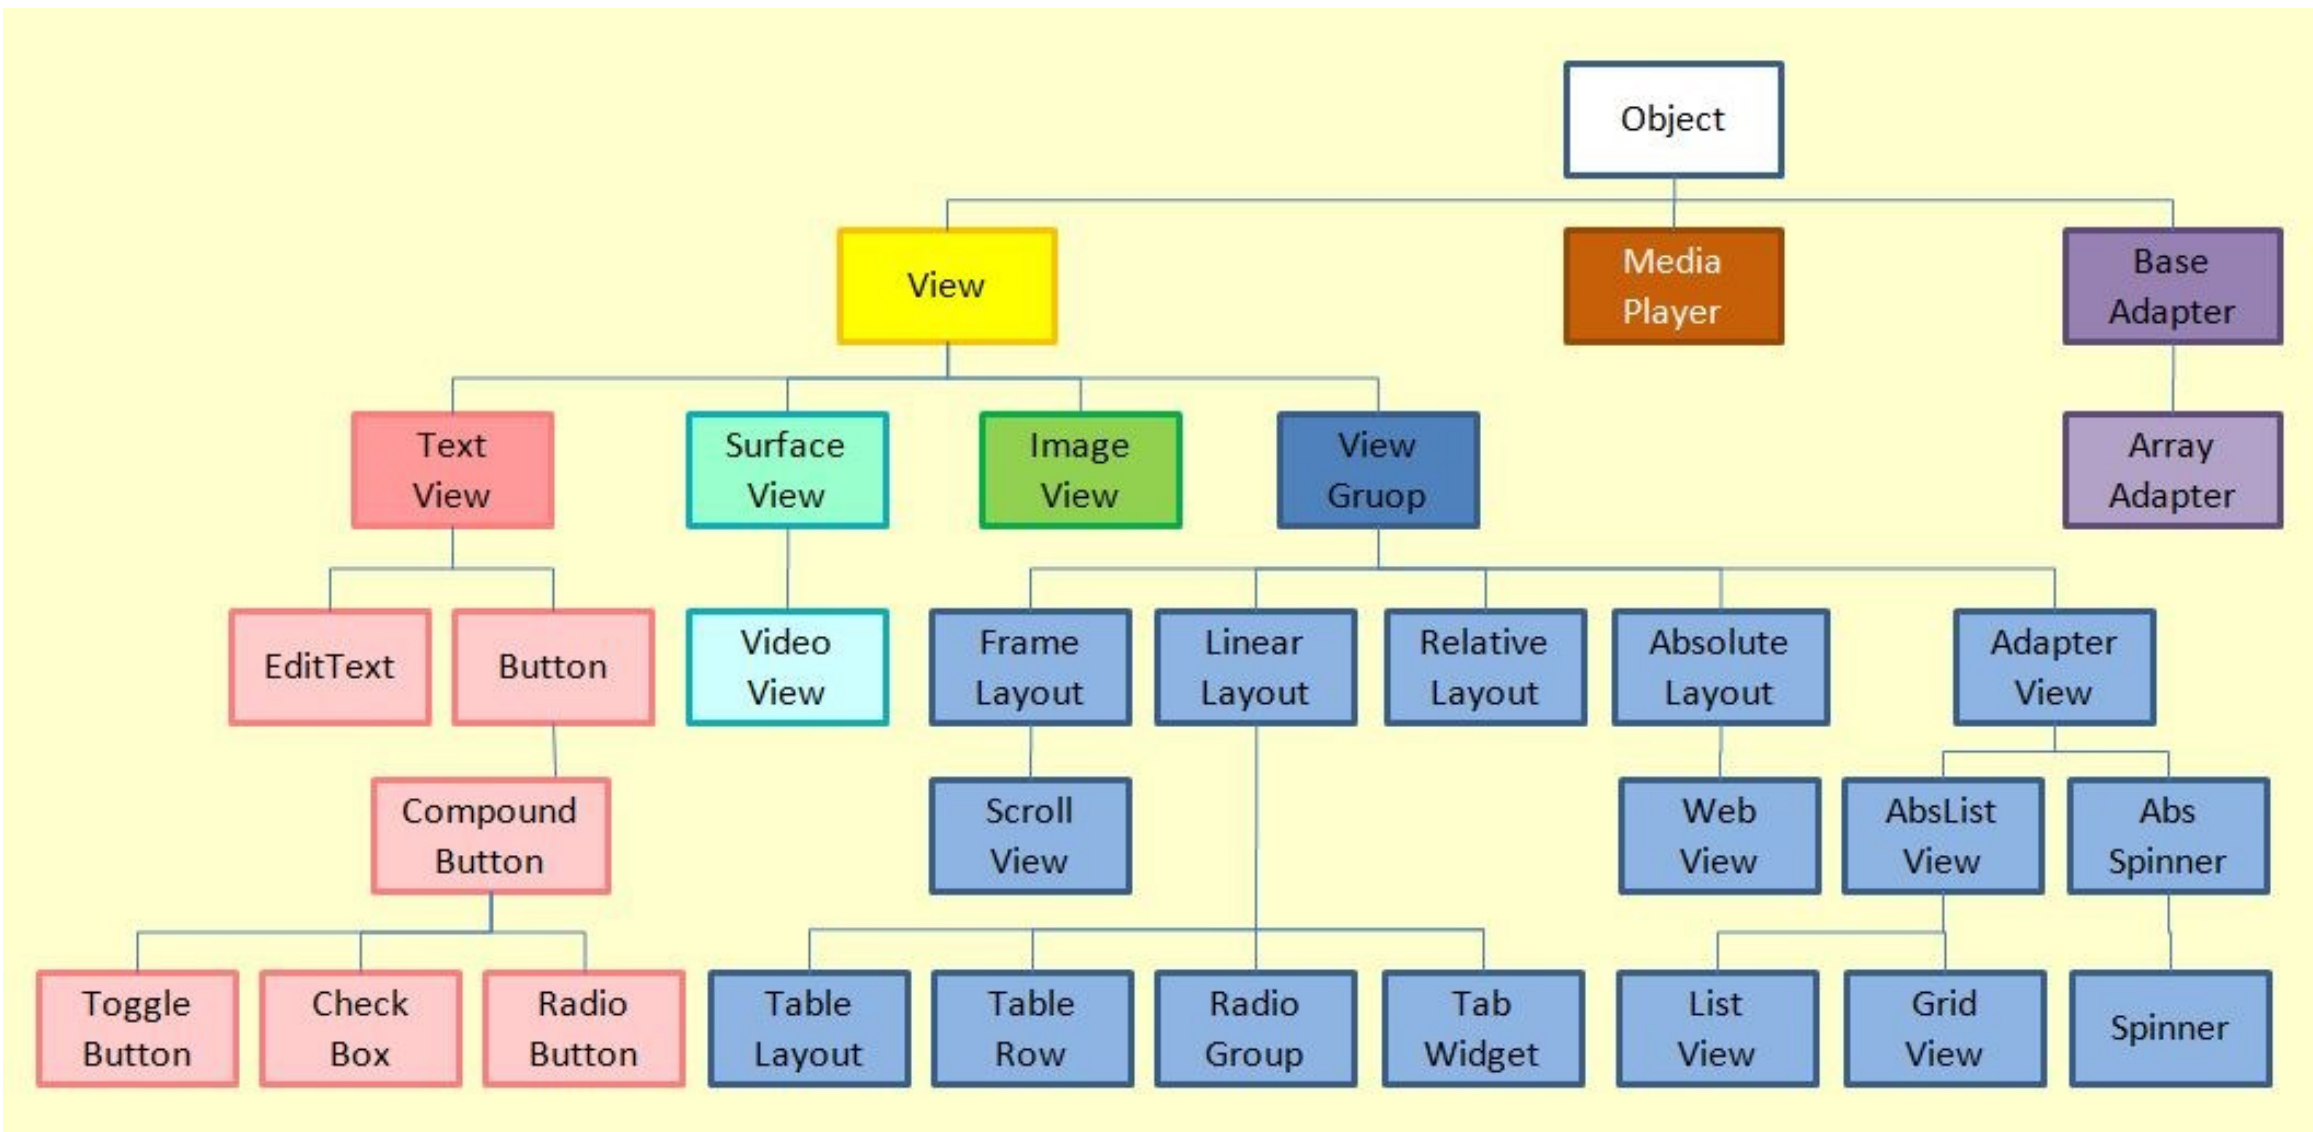 Object
View
Media
Player
Base
Adapter
Text
View
Surface
View
Image
View
View
Gruop
Array
Adapter
EditText
Button
Video
View
Frame
Layout
Linear
Layout
Relative
Layout
Absolute
Layout
Adapter
View
Compound
Button
Scroll
View
Web
View
AbsList
View
Abs
Spinner
Toggle
Button
Check
Box
Radio
Button
Table
Layout
Table
Row
Radio
Group
Tab
Widget
List
View
Grid
View
Spinner